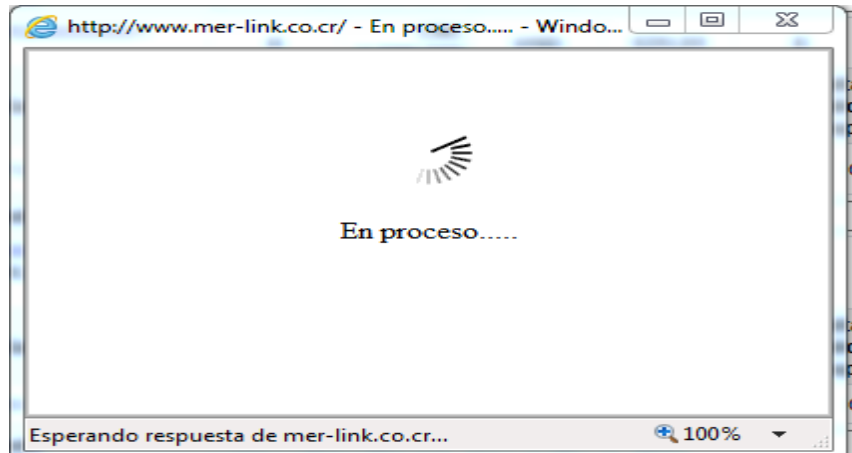 http://www.mer-link.co.cr/ - En proceso..... - Windo...
En proceso.....
Esperando respuesta de mer-link.co.cr...
100%